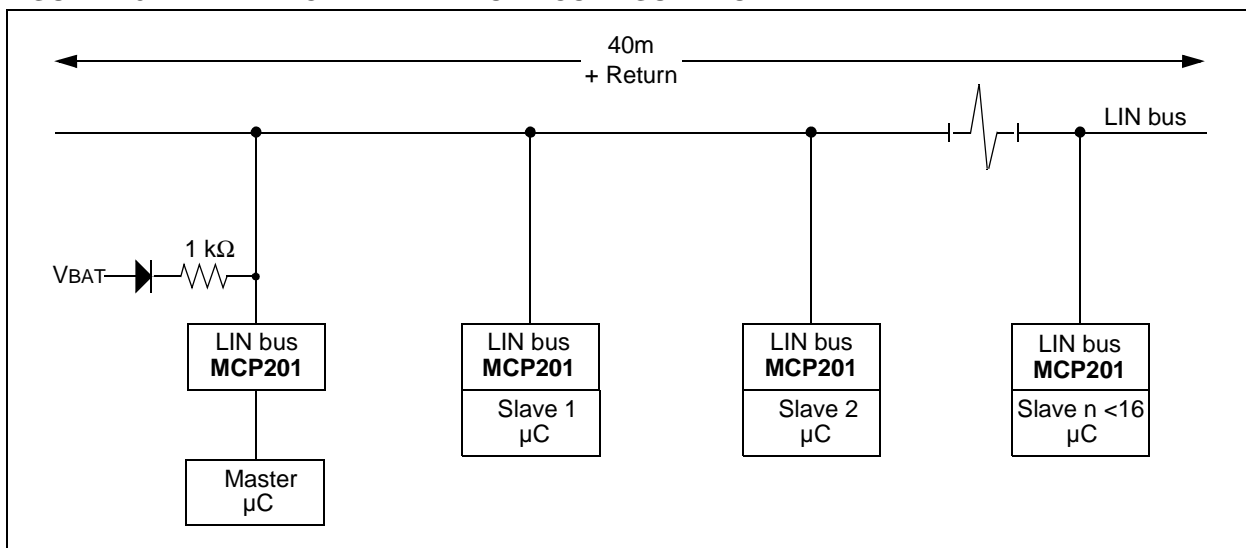 40m
+ Return
LIN bus
1 kΩ
VBAT
LIN bus
MCP201
Master
µC
LIN bus
MCP201
Slave 1
µC
LIN bus
MCP201
Slave 2
µC
LIN bus
MCP201
Slave n <16
µC